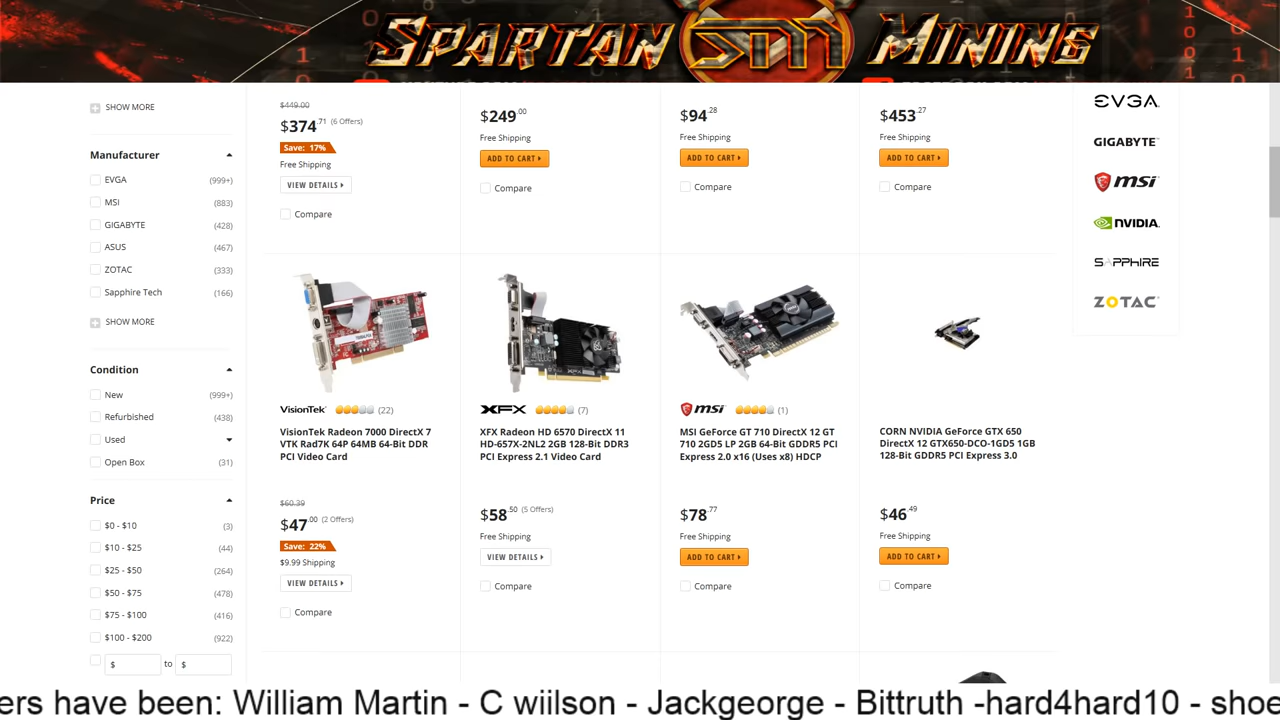 SPARTAN SM MINING
SHOW MORE
Manufacturer
EVGA (999+)
MSI (883)
GIGABYTE (428)
ASUS (467)
ZOTAC (333)
Sapphire Tech (166)
SHOW MORE
Condition
New (999+)
Refurbished (438)
Used
Open Box (31)
Price
$0 - $10 (3)
$10 - $25 (44)
$25 - $50 (264)
$50 - $75 (478)
$75 - $100 (416)
$100 - $200 (922)
$ to $
$449.00
$374.71 (6 Offers)
Save: 17%
Free Shipping
VIEW DETAILS
Compare
$249.00
Free Shipping
ADD TO CART
Compare
$94.28
Free Shipping
ADD TO CART
Compare
$453.27
Free Shipping
ADD TO CART
Compare
VisionTek (22)
VisionTek Radeon 7000 DirectX 7
VTK Rad7K 64P 64MB 64-Bit DDR
PCI Video Card
$60.39
$47.00 (2 Offers)
Save: 22%
$9.99 Shipping
VIEW DETAILS
Compare
XFX (7)
XFX Radeon HD 6570 DirectX 11
HD-657X-2NL2 2GB 128-Bit DDR3
PCI Express 2.1 Video Card
$58.50 (5 Offers)
Free Shipping
VIEW DETAILS
Compare
msi (1)
MSI GeForce GT 710 DirectX 12 GT
710 2GD5 LP 2GB 64-Bit GDDR5 PCI
Express 2.0 x16 (Uses x8) HDCP
$78.77
Free Shipping
ADD TO CART
Compare
CORN NVIDIA GeForce GTX 650
DirectX 12 GTX650-DCO-1GD5 1GB
128-Bit GDDR5 PCI Express 3.0
$46.49
Free Shipping
ADD TO CART
Compare
EVGA
GIGABYTE
msi
NVIDIA
SAPPHIRE
ZOTAC
ers have been: William Martin - C wiilson - Jackgeorge - Bittruth -hard4hard10 - shoe